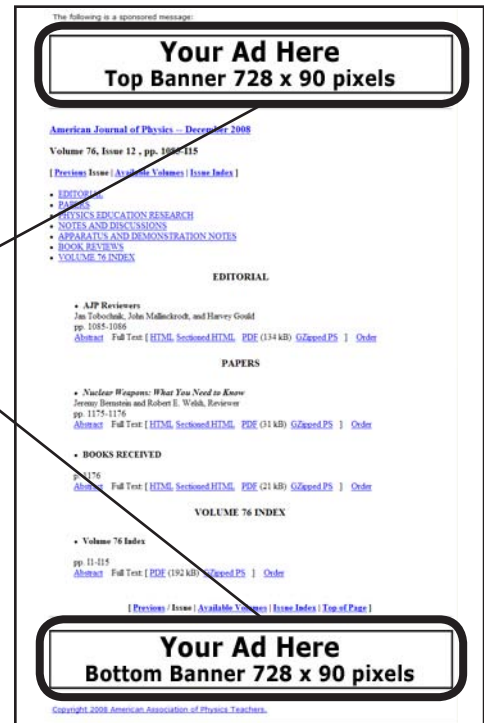 The following is a sponsored message:
Your Ad Here
Top Banner 728 x 90 pixels
American Journal of Physics -- December 2008
Volume 76, Issue 12 , pp. 1085-I15
[ Previous Issue | Available Volumes | Issue Index ]
• EDITORIAL
• PAPERS
• PHYSICS EDUCATION RESEARCH
• NOTES AND DISCUSSIONS
• APPARATUS AND DEMONSTRATION NOTES
• BOOK REVIEWS
• VOLUME 76 INDEX
EDITORIAL
• AJP Reviewers
Jan Tobochnik, John Mallinckrodt, and Harvey Gould
pp. 1085-1086
Abstract Full Text: [ HTML Sectioned HTML PDF (134 kB) GZipped PS ] Order
PAPERS
• Nuclear Weapons: What You Need to Know
Jeremy Bernstein and Robert E. Welsh, Reviewer
pp. 1175-1176
Abstract Full Text: [ HTML Sectioned HTML PDF (31 kB) GZipped PS ] Order
• BOOKS RECEIVED
p. 1176
Abstract Full Text: [ HTML Sectioned HTML PDF (21 kB) GZipped PS ] Order
VOLUME 76 INDEX
• Volume 76 Index
pp. I1-I15
Abstract Full Text: [ PDF (192 kB) GZipped PS ] Order
[ Previous / Issue | Available Volumes | Issue Index | Top of Page ]
Your Ad Here
Bottom Banner 728 x 90 pixels
Copyright 2008 American Association of Physics Teachers.